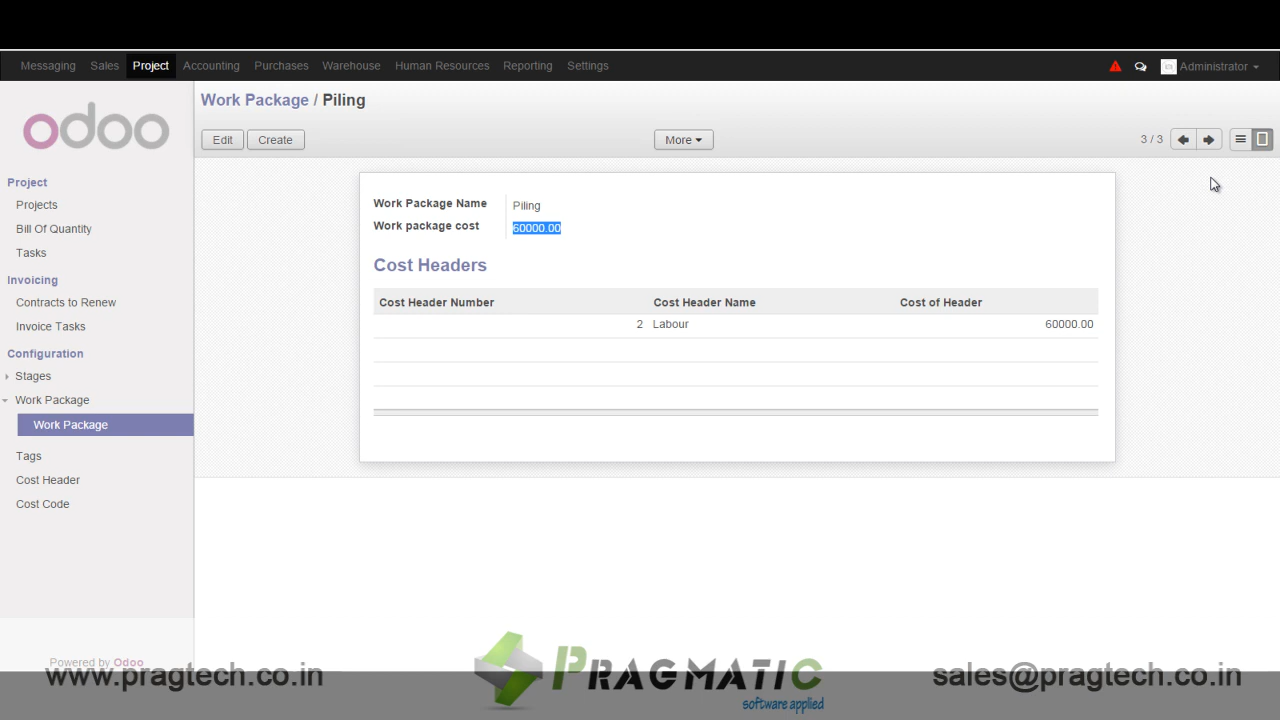 Messaging Sales Project Accounting Purchases Warehouse Human Resources Reporting Settings Administrator
odoo
Work Package / Piling
Edit Create More 3 / 3
Project
Projects
Bill Of Quantity
Tasks
Invoicing
Contracts to Renew
Invoice Tasks
Configuration
Stages
Work Package
Work Package
Tags
Cost Header
Cost Code
Work Package Name Piling
Work package cost 60000.00
Cost Headers
Cost Header Number Cost Header Name Cost of Header
2 Labour 60000.00
Powered by Odoo
www.pragtech.co.in
PRAGMATIC
software applied
sales@pragtech.co.in